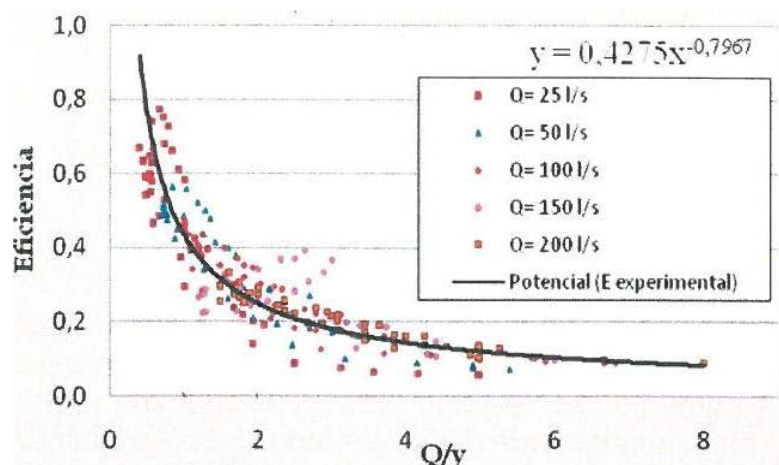 1,0
y = 0,4275x^-0,7967
0,8
Q= 25 l/s
Q= 50 l/s
0,6
Q= 100 l/s
Q= 150 l/s
0,4
Q= 200 l/s
Potencial (E experimental)
0,2
0,0
Eficiencia
0 2 4 6 8
Q/y